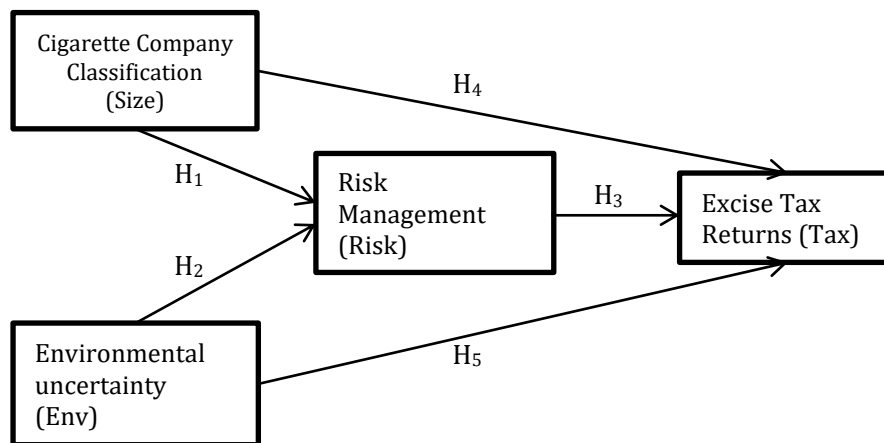 Cigarette Company
Classification
(Size)
H₄
H₁
Risk
Management
(Risk)
H₃
Excise Tax
Returns (Tax)
H₂
Environmental
uncertainty
(Env)
H₅